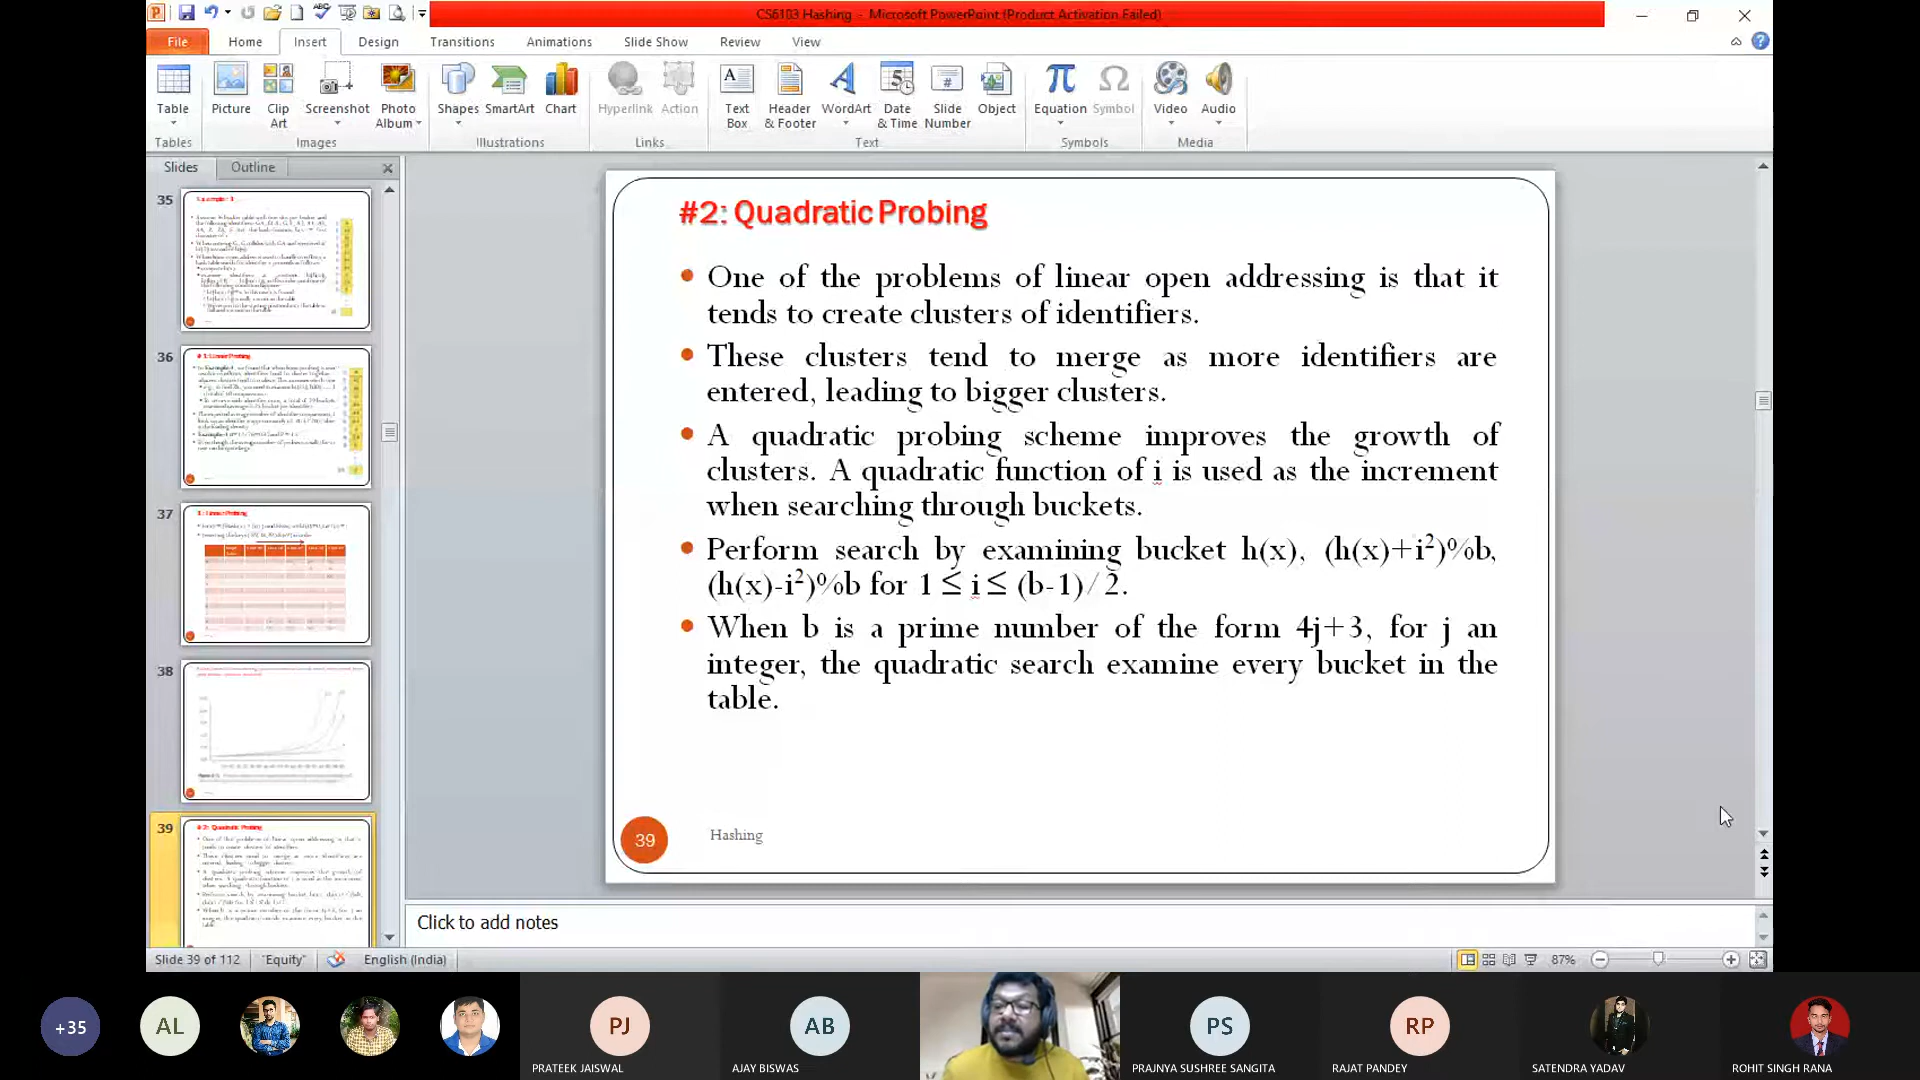 CS6103 Hashing - Microsoft PowerPoint (Product Activation Failed)
File Home Insert Design Transitions Animations Slide Show Review View
Table Picture Clip Art Screenshot Photo Album Shapes SmartArt Chart Hyperlink Action Text Box Header & Footer WordArt Date & Time Slide Number Object Equation Symbol Video Audio
Tables Images Illustrations Links Text Symbols Media
Slides Outline
35
36
# 1: Linear Probing
37
1: Linear Probing
38
39
# 2: Quadratic Probing
#2: Quadratic Probing
One of the problems of linear open addressing is that it
tends to create clusters of identifiers.
These clusters tend to merge as more identifiers are
entered, leading to bigger clusters.
A quadratic probing scheme improves the growth of
clusters. A quadratic function of i is used as the increment
when searching through buckets.
Perform search by examining bucket h(x), (h(x)+i²)%b,
(h(x)-i²)%b for 1 ≤ i ≤ (b-1)/2.
When b is a prime number of the form 4j+3, for j an
integer, the quadratic search examine every bucket in the
table.
39 Hashing
Click to add notes
Slide 39 of 112 "Equity" English (India) 87%
+35 AL PJ AB PS RP
PRATEEK JAISWAL AJAY BISWAS PRAJNYA SUSHREE SANGITA RAJAT PANDEY SATENDRA YADAV ROHIT SINGH RANA